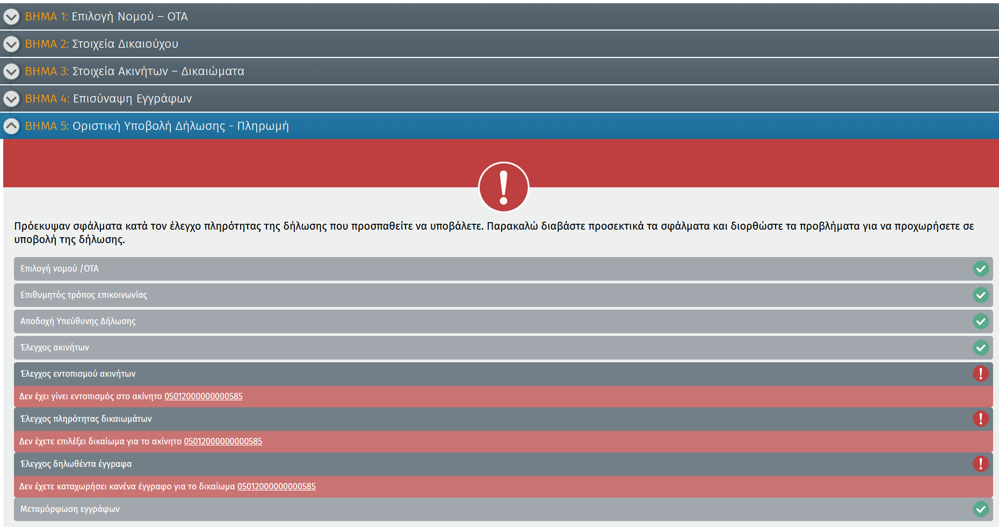 ΒΗΜΑ 1: Επιλογή Νομού – ΟΤΑ
ΒΗΜΑ 2: Στοιχεία Δικαιούχου
ΒΗΜΑ 3: Στοιχεία Ακινήτων – Δικαιώματα
ΒΗΜΑ 4: Επισύναψη Εγγράφων
ΒΗΜΑ 5: Οριστική Υποβολή Δήλωσης - Πληρωμή
Πρόεκυψαν σφάλματα κατά τον έλεγχο πληρότητας της δήλωσης που προσπαθείτε να υποβάλετε. Παρακαλώ διαβάστε προσεκτικά τα σφάλματα και διορθώστε τα προβλήματα για να προχωρήσετε σε
υποβολή της δήλωσης.
Επιλογή νομού /ΟΤΑ
Επιθυμητός τρόπος επικοινωνίας
Αποδοχή Υπεύθυνης Δήλωσης
Έλεγχος ακινήτων
Έλεγχος εντοπισμού ακινήτων
Δεν έχει γίνει εντοπισμός στο ακίνητο 05012000000000585
Έλεγχος πληρότητας δικαιωμάτων
Δεν έχετε επιλέξει δικαίωμα για το ακίνητο 05012000000000585
Έλεγχος δηλωθέντα έγγραφα
Δεν έχετε καταχωρήσει κανένα έγγραφο για το δικαίωμα 05012000000000585
Μεταμόρφωση εγγράφων